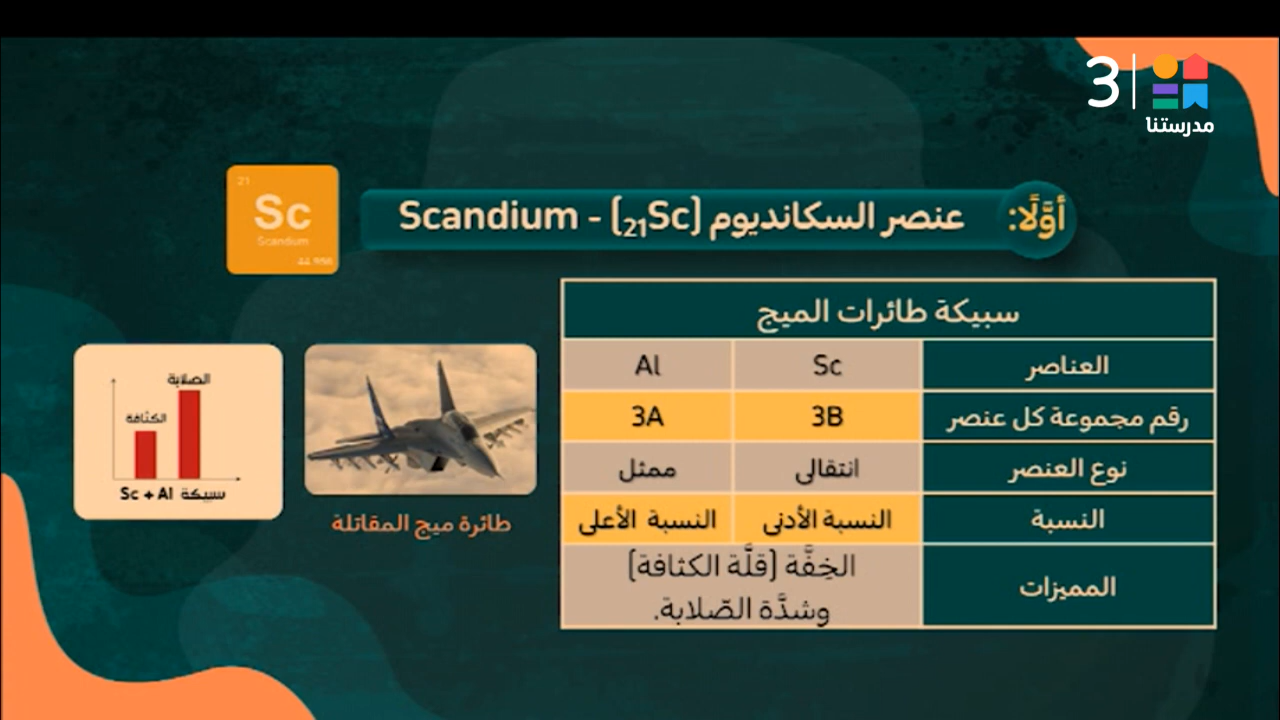 3
مدرستنا
أوَّلًا:
عنصر السكانديوم (₂₁Sc) - Scandium
21
Sc
Scandium
44.956
سبيكة طائرات الميج
العناصر Sc Al
رقم مجموعة كل عنصر 3B 3A
نوع العنصر انتقالى ممثل
النسبة النسبة الأدنى النسبة الأعلى
المميزات الخِفَّة (قلَّة الكثافة)
وشدَّة الصّلابة.
طائرة ميج المقاتلة
الصلابة
الكثافة
سبيكة Sc + Al